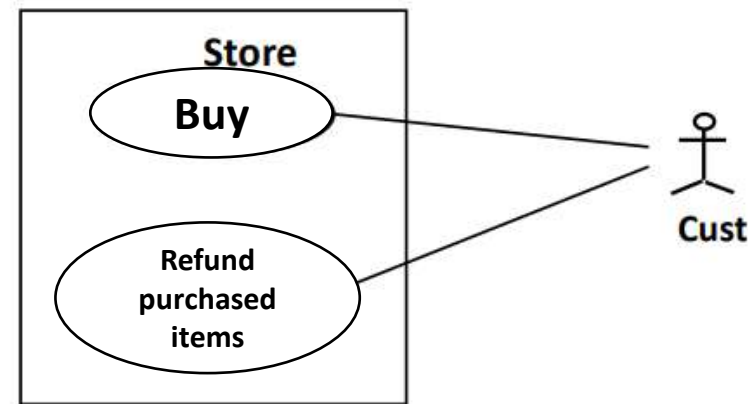 Store
Buy
Refund
purchased
items
Cust